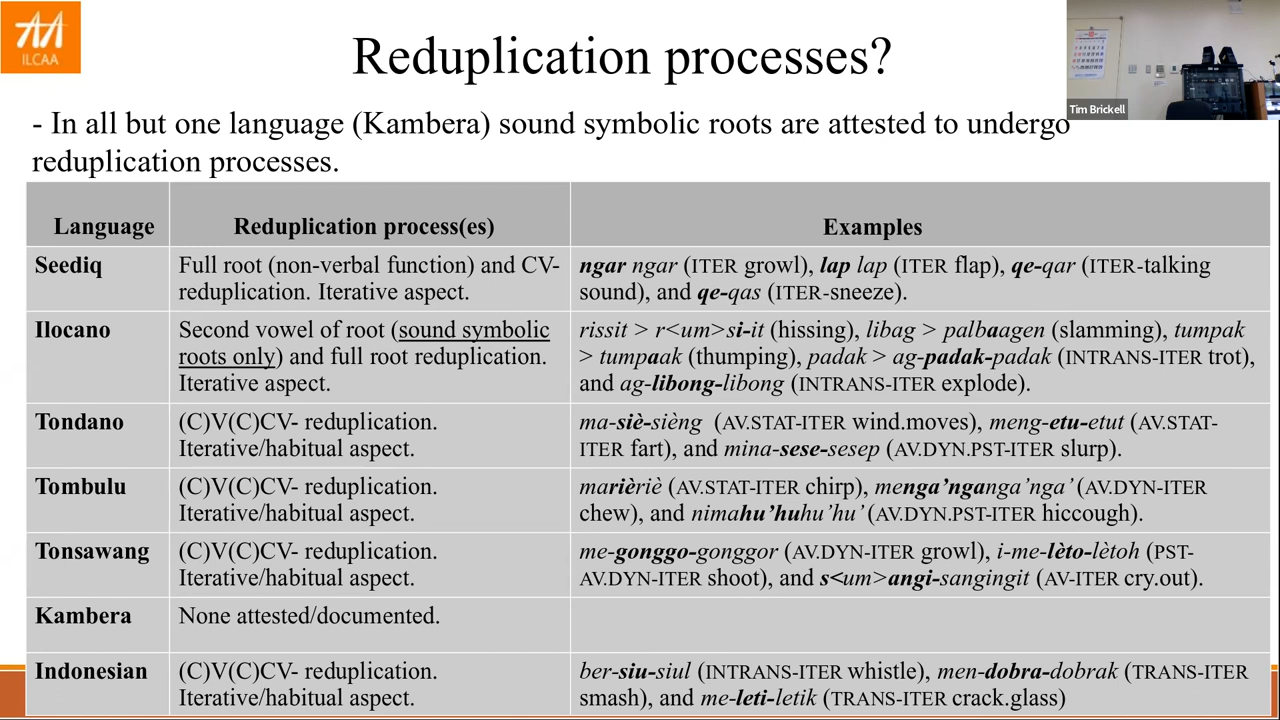 ILCAA
Reduplication processes?
Tim Brickell
- In all but one language (Kambera) sound symbolic roots are attested to undergo
reduplication processes.
Language Reduplication process(es) Examples
Seediq
Full root (non-verbal function) and CV-
reduplication. Iterative aspect.
ngar ngar (ITER growl), lap lap (ITER flap), qe-qar (ITER-talking
sound), and qe-qas (ITER-sneeze).
Ilocano
Second vowel of root (sound symbolic
roots only) and full root reduplication.
Iterative aspect.
rissit > r<um>si-it (hissing), libag > palbaagen (slamming), tumpak
> tumpaak (thumping), padak > ag-padak-padak (INTRANS-ITER trot),
and ag-libong-libong (INTRANS-ITER explode).
Tondano
(C)V(C)CV- reduplication.
Iterative/habitual aspect.
ma-siè-sièng (AV.STAT-ITER wind.moves), meng-etu-etut (AV.STAT-
ITER fart), and mina-sese-sesep (AV.DYN.PST-ITER slurp).
Tombulu
(C)V(C)CV- reduplication.
Iterative/habitual aspect.
marièriè (AV.STAT-ITER chirp), menga’nganga’nga’ (AV.DYN-ITER
chew), and nimahu’huhu’hu’ (AV.DYN.PST-ITER hiccough).
Tonsawang
(C)V(C)CV- reduplication.
Iterative/habitual aspect.
me-gonggo-gonggor (AV.DYN-ITER growl), i-me-lèto-lètoh (PST-
AV.DYN-ITER shoot), and s<um>angi-sangingit (AV-ITER cry.out).
Kambera
None attested/documented.
Indonesian
(C)V(C)CV- reduplication.
Iterative/habitual aspect.
ber-siu-siul (INTRANS-ITER whistle), men-dobra-dobrak (TRANS-ITER
smash), and me-leti-letik (TRANS-ITER crack.glass)